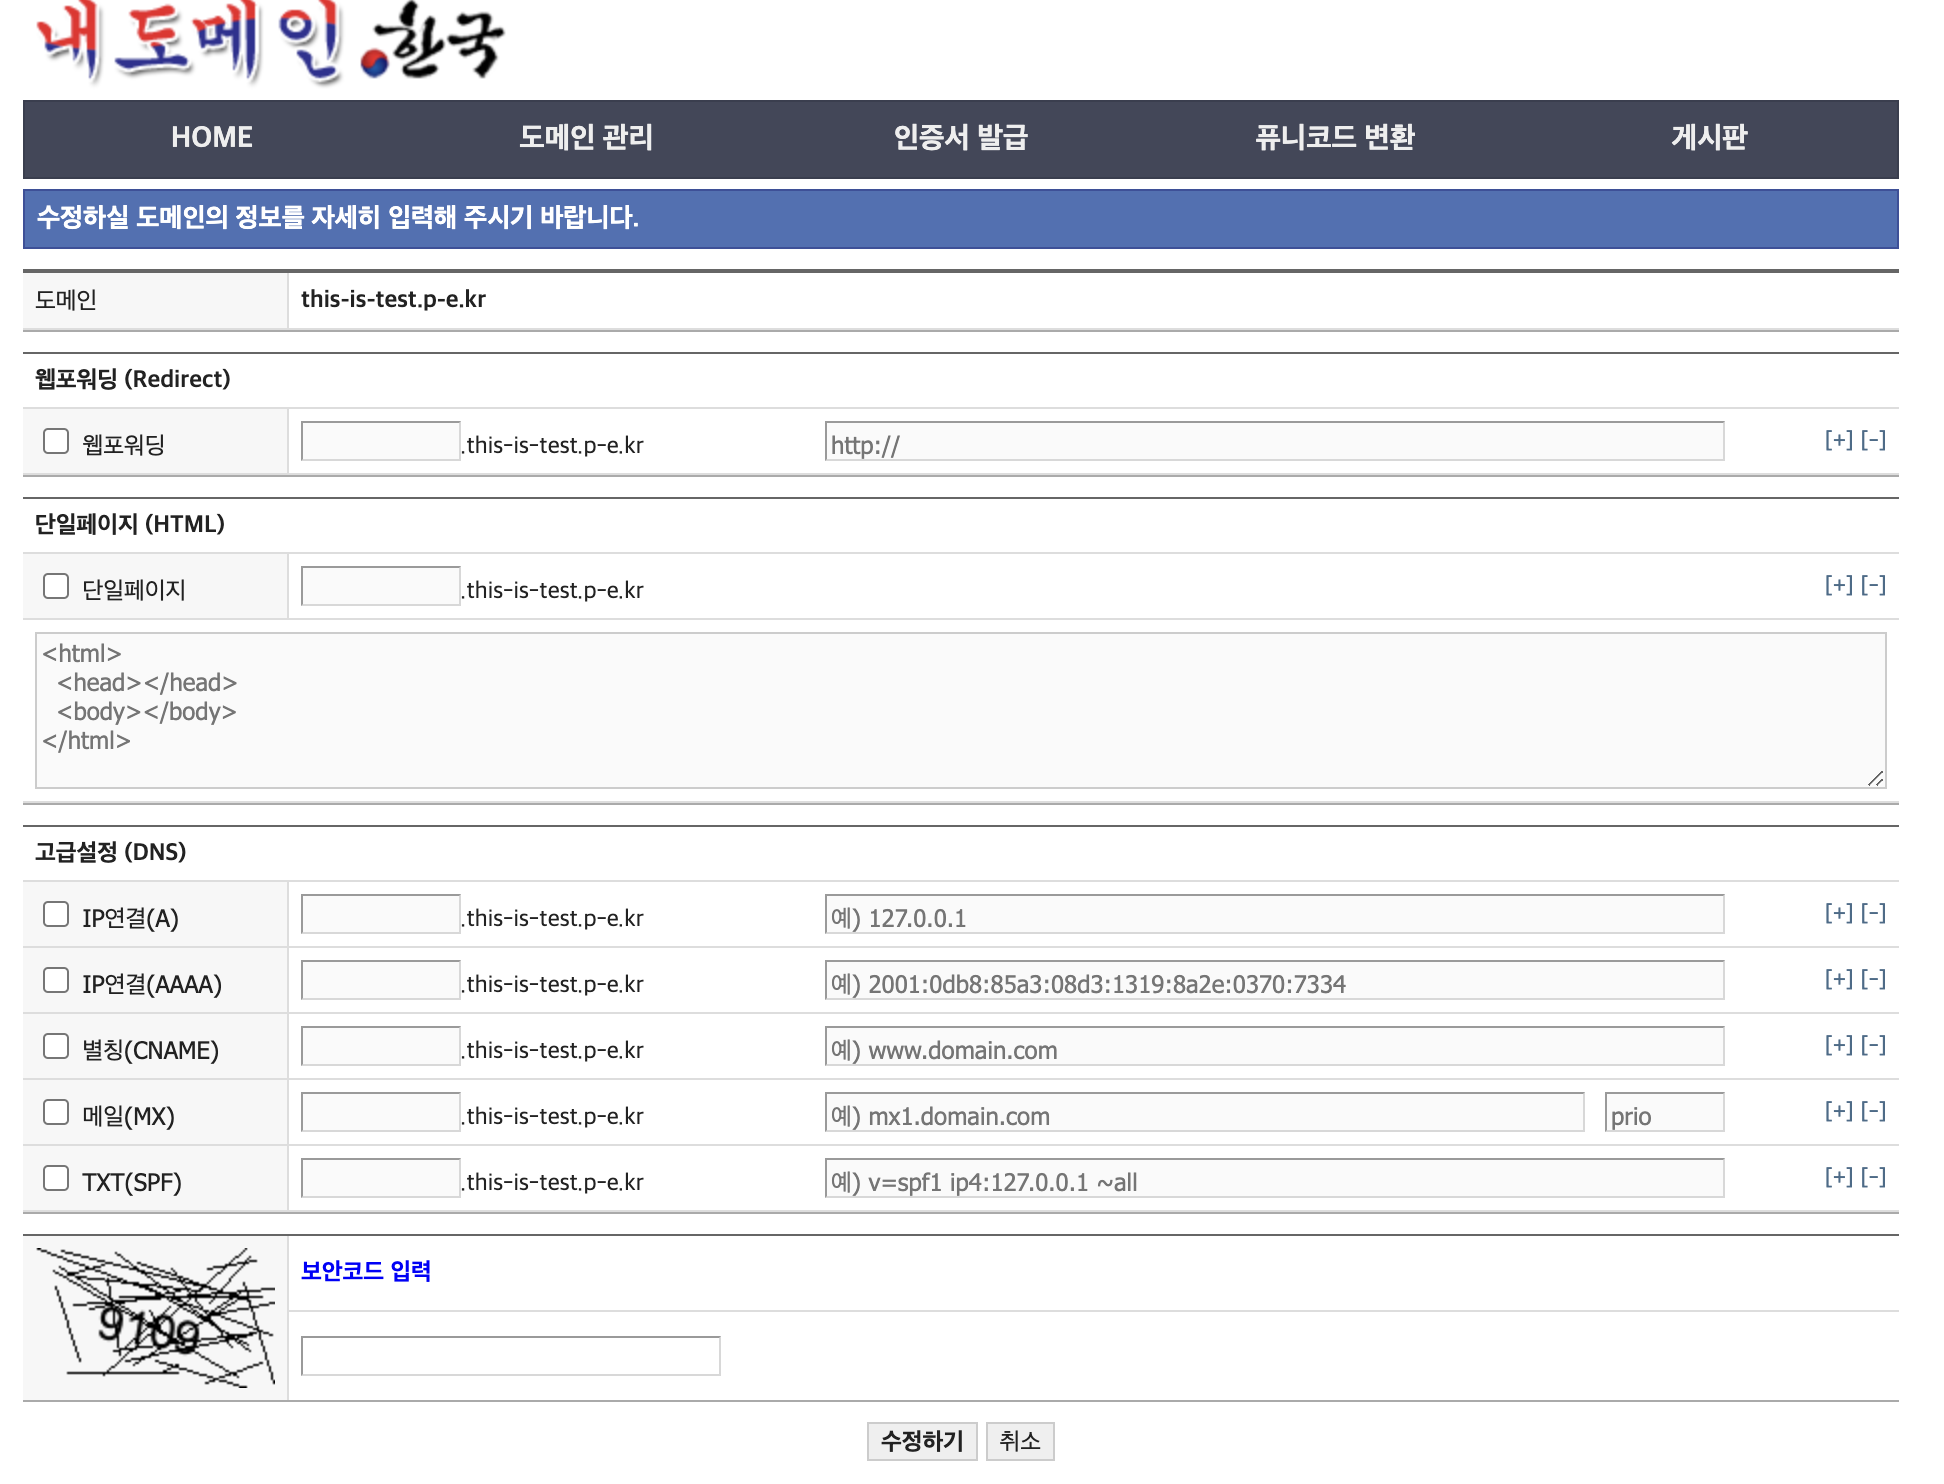 내도메인.한국
HOME 도메인 관리 인증서 발급 퓨니코드 변환 게시판
수정하실 도메인의 정보를 자세히 입력해 주시기 바랍니다.
도메인 this-is-test.p-e.kr
웹포워딩 (Redirect)
웹포워딩 .this-is-test.p-e.kr http:// [+] [-]
단일페이지 (HTML)
단일페이지 .this-is-test.p-e.kr [+] [-]
<html>
<head></head>
<body></body>
</html>
고급설정 (DNS)
IP연결(A) .this-is-test.p-e.kr 예) 127.0.0.1 [+] [-]
IP연결(AAAA) .this-is-test.p-e.kr 예) 2001:0db8:85a3:08d3:1319:8a2e:0370:7334 [+] [-]
별칭(CNAME) .this-is-test.p-e.kr 예) www.domain.com [+] [-]
메일(MX) .this-is-test.p-e.kr 예) mx1.domain.com prio [+] [-]
TXT(SPF) .this-is-test.p-e.kr 예) v=spf1 ip4:127.0.0.1 ~all [+] [-]
보안코드 입력
수정하기 취소